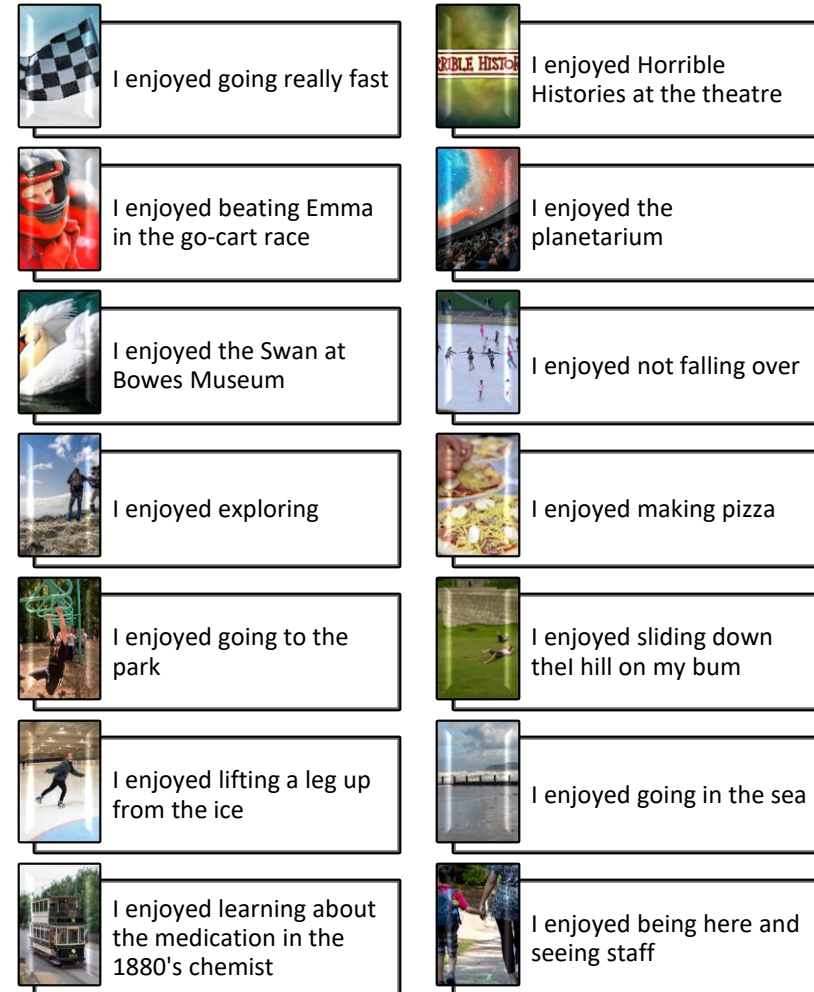 I enjoyed going really fast
I enjoyed beating Emma
in the go-cart race
I enjoyed the Swan at
Bowes Museum
I enjoyed exploring
I enjoyed going to the
park
I enjoyed lifting a leg up
from the ice
I enjoyed learning about
the medication in the
1880's chemist
RRIBLE HISTOR
I enjoyed Horrible
Histories at the theatre
I enjoyed the
planetarium
I enjoyed not falling over
I enjoyed making pizza
I enjoyed sliding down
theI hill on my bum
I enjoyed going in the sea
I enjoyed being here and
seeing staff